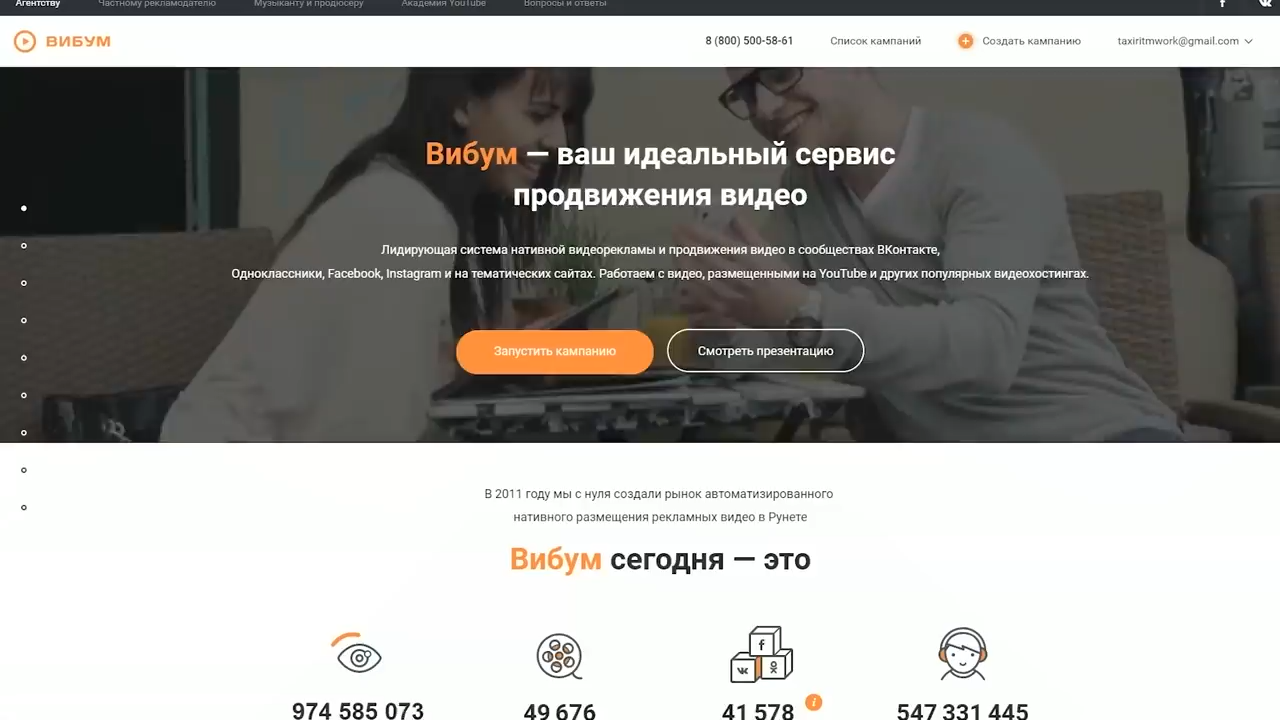 Агентству
Частному рекламодателю
Музыканту и продюсеру
Академия YouTube
Вопросы и ответы
ВИБУМ
8 (800) 500-58-61
Список кампаний
Создать кампанию
taxiritmwork@gmail.com
Вибум — ваш идеальный сервис
продвижения видео
Лидирующая система нативной видеорекламы и продвижения видео в сообществах ВКонтакте,
Одноклассники, Facebook, Instagram и на тематических сайтах. Работаем с видео, размещенными на YouTube и других популярных видеохостингах.
Запустить кампанию
Смотреть презентацию
В 2011 году мы с нуля создали рынок автоматизированного
нативного размещения рекламных видео в Рунете
Вибум сегодня — это
974 585 073
49 676
41 578
547 331 445